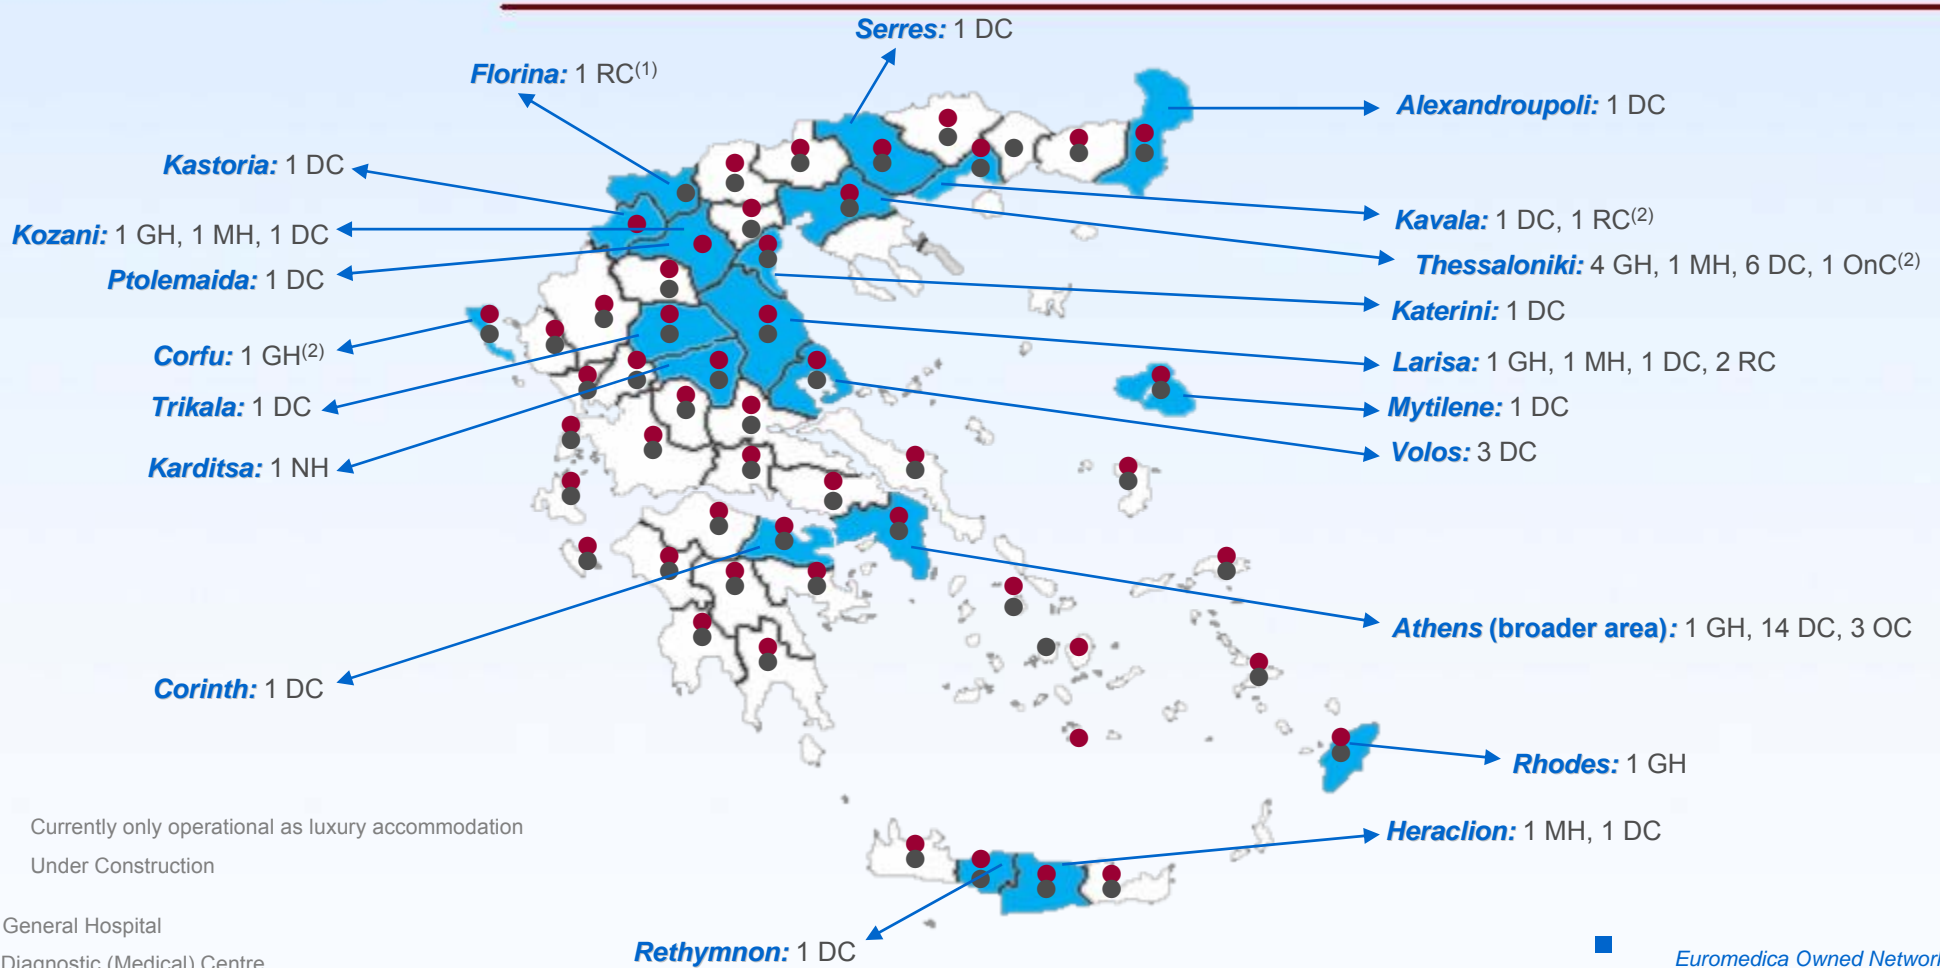 Serres: 1 DC
Florina: 1 RC(1)
Alexandroupoli: 1 DC
Kastoria: 1 DC
Kavala: 1 DC, 1 RC(2)
Kozani: 1 GH, 1 MH, 1 DC
Thessaloniki: 4 GH, 1 MH, 6 DC, 1 OnC(2)
Ptolemaida: 1 DC
Katerini: 1 DC
Corfu: 1 GH(2)
Larisa: 1 GH, 1 MH, 1 DC, 2 RC
Trikala: 1 DC
Mytilene: 1 DC
Volos: 3 DC
Karditsa: 1 NH
Athens (broader area): 1 GH, 14 DC, 3 OC
Corinth: 1 DC
Rhodes: 1 GH
Currently only operational as luxury accommodation
Heraclion: 1 MH, 1 DC
Under Construction
General Hospital
Rethymnon: 1 DC
Diagnostic (Medical) Centre
Euromedica Owned Network